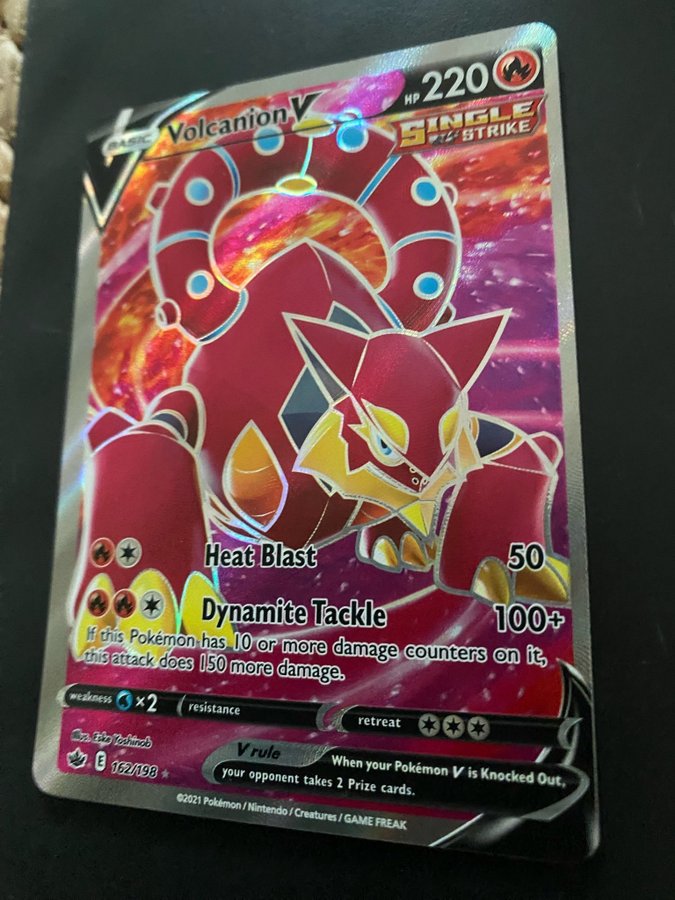 BASIC
Volcanion V
HP 220
SINGLE
STRIKE
Heat Blast 50
Dynamite Tackle 100+
If this Pokémon has 10 or more damage counters on it,
this attack does 150 more damage.
weakness ×2 resistance retreat
Illus. Eske Yoshinob
V rule When your Pokémon V is Knocked Out,
your opponent takes 2 Prize cards.
E 162/198
©2021 Pokémon / Nintendo / Creatures / GAME FREAK